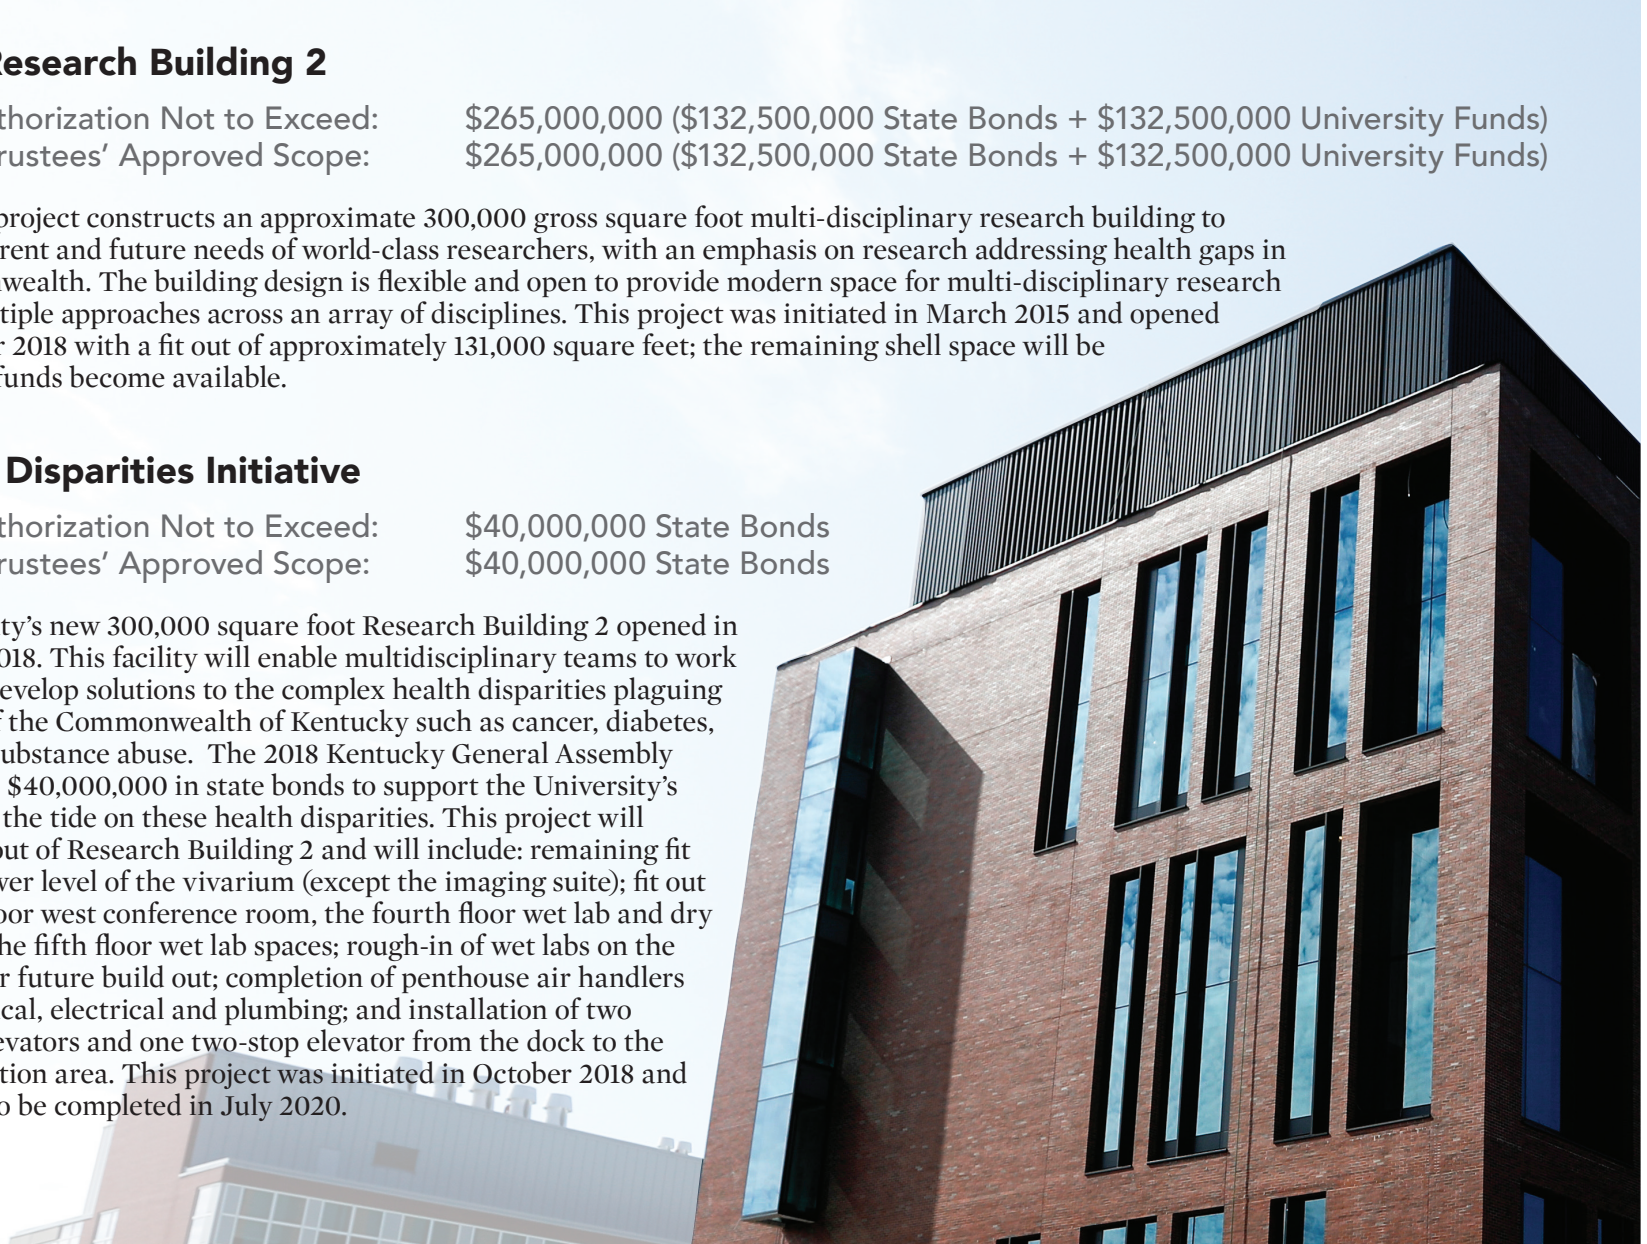 Research Building 2
thorization Not to Exceed: $265,000,000 ($132,500,000 State Bonds + $132,500,000 University Funds)
rustees’ Approved Scope: $265,000,000 ($132,500,000 State Bonds + $132,500,000 University Funds)
project constructs an approximate 300,000 gross square foot multi-disciplinary research building to
rent and future needs of world-class researchers, with an emphasis on research addressing health gaps in
wealth. The building design is flexible and open to provide modern space for multi-disciplinary research
tiple approaches across an array of disciplines. This project was initiated in March 2015 and opened
r 2018 with a fit out of approximately 131,000 square feet; the remaining shell space will be
funds become available.
Disparities Initiative
thorization Not to Exceed: $40,000,000 State Bonds
rustees’ Approved Scope: $40,000,000 State Bonds
ty’s new 300,000 square foot Research Building 2 opened in
018. This facility will enable multidisciplinary teams to work
evelop solutions to the complex health disparities plaguing
f the Commonwealth of Kentucky such as cancer, diabetes,
ubstance abuse. The 2018 Kentucky General Assembly
$40,000,000 in state bonds to support the University’s
the tide on these health disparities. This project will
out of Research Building 2 and will include: remaining fit
wer level of the vivarium (except the imaging suite); fit out
oor west conference room, the fourth floor wet lab and dry
he fifth floor wet lab spaces; rough-in of wet labs on the
r future build out; completion of penthouse air handlers
cal, electrical and plumbing; and installation of two
evators and one two-stop elevator from the dock to the
tion area. This project was initiated in October 2018 and
o be completed in July 2020.